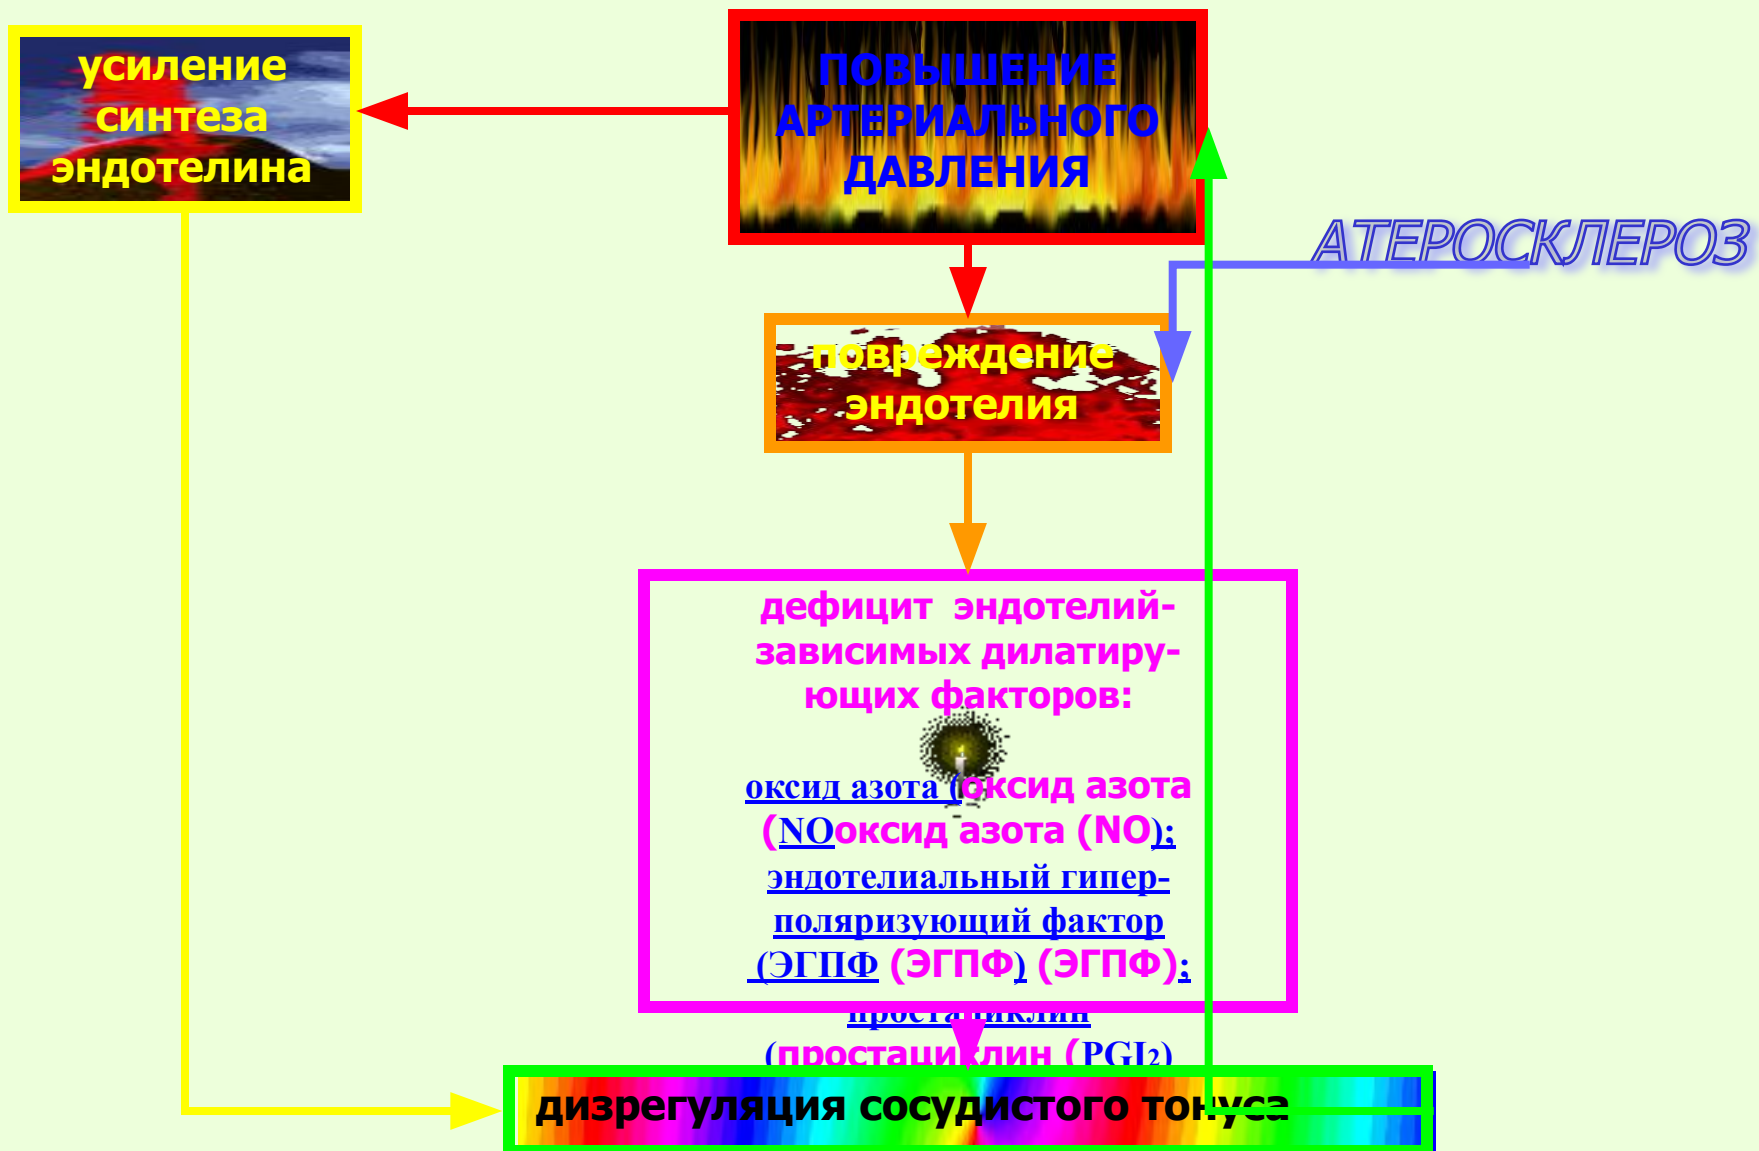 усиление
синтеза
эндотелина
ПОВЫШЕНИЕ
АРТЕРИАЛЬНОГО
ДАВЛЕНИЯ
АТЕРОСКЛЕРОЗ
повреждение
эндотелия
дефицит эндотелий-
зависимых дилатиру-
ющих факторов:
оксид азота (оксид азота
(NOоксид азота (NO);
эндотелиальный гипер-
поляризующий фактор
(ЭГПФ (ЭГПФ) (ЭГПФ);
простациклин
(простациклин (PGI₂)
дизрегуляция сосудистого тонуса